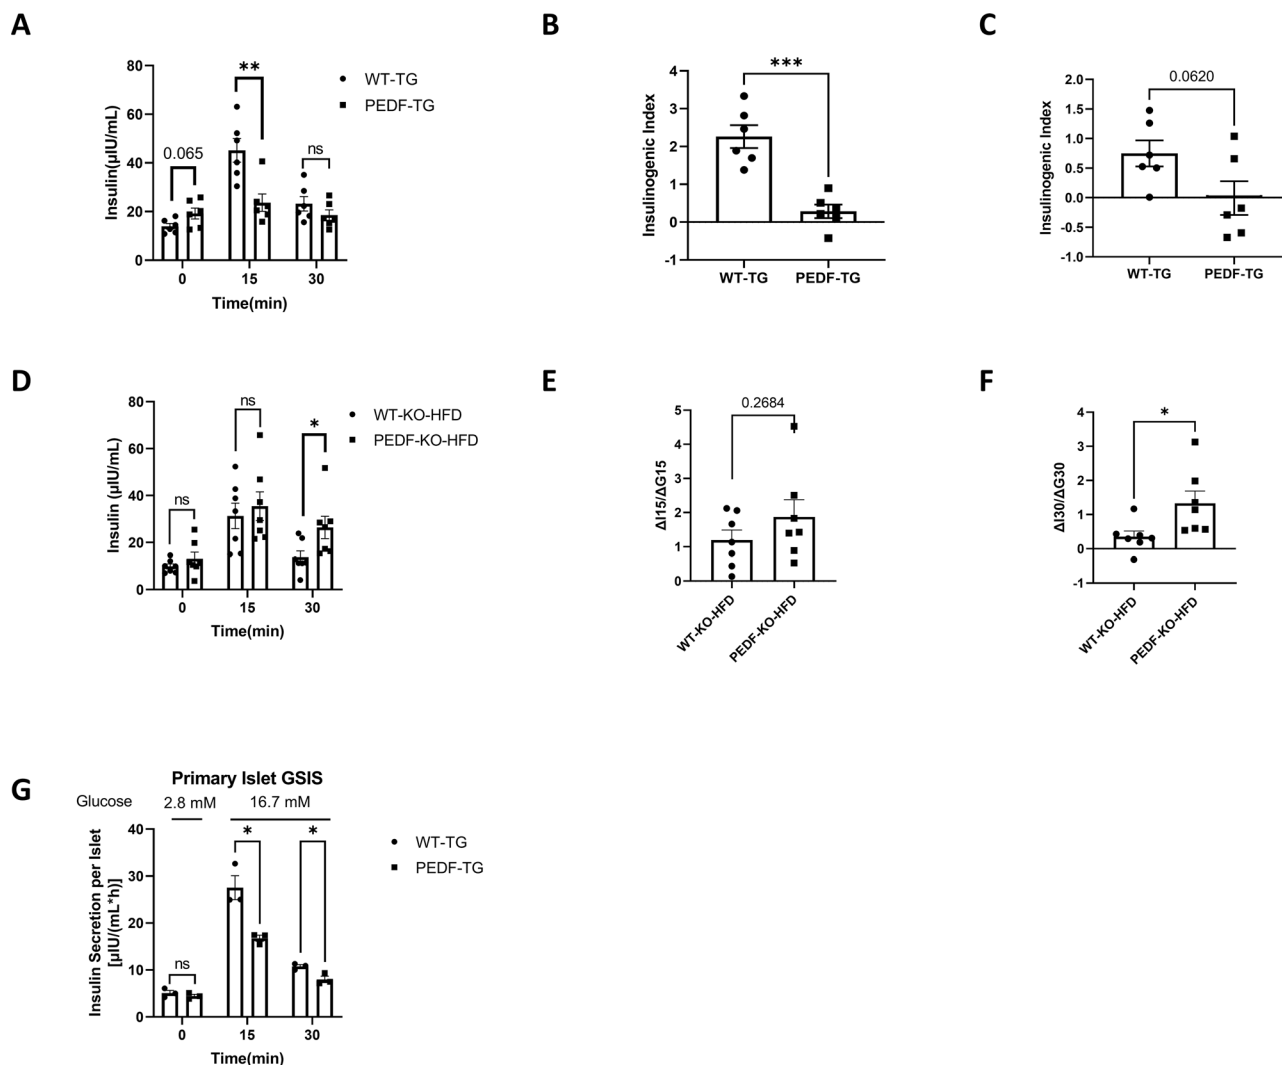 A
B
C
80
60
40
20
0
Insulin(µIU/mL)
0.065
**
ns
0
15
30
Time(min)
WT-TG
PEDF-TG
4
3
2
1
0
-1
Insulinogenic Index
***
WT-TG
PEDF-TG
2.0
1.5
1.0
0.5
0.0
-0.5
-1.0
Insulinogenic Index
0.0620
WT-TG
PEDF-TG
D
E
F
80
60
40
20
0
Insulin (µIU/mL)
ns
ns
*
0
15
30
Time(min)
WT-KO-HFD
PEDF-KO-HFD
5
4
3
2
1
0
ΔI15/ΔG15
0.2684
WT-KO-HFD
PEDF-KO-HFD
4
3
2
1
0
-1
ΔI30/ΔG30
*
WT-KO-HFD
PEDF-KO-HFD
G
Primary Islet GSIS
Glucose 2.8 mM 16.7 mM
40
30
20
10
0
Insulin Secretion per Islet
[µIU/(mL*h)]
ns
*
*
0
15
30
Time(min)
WT-TG
PEDF-TG